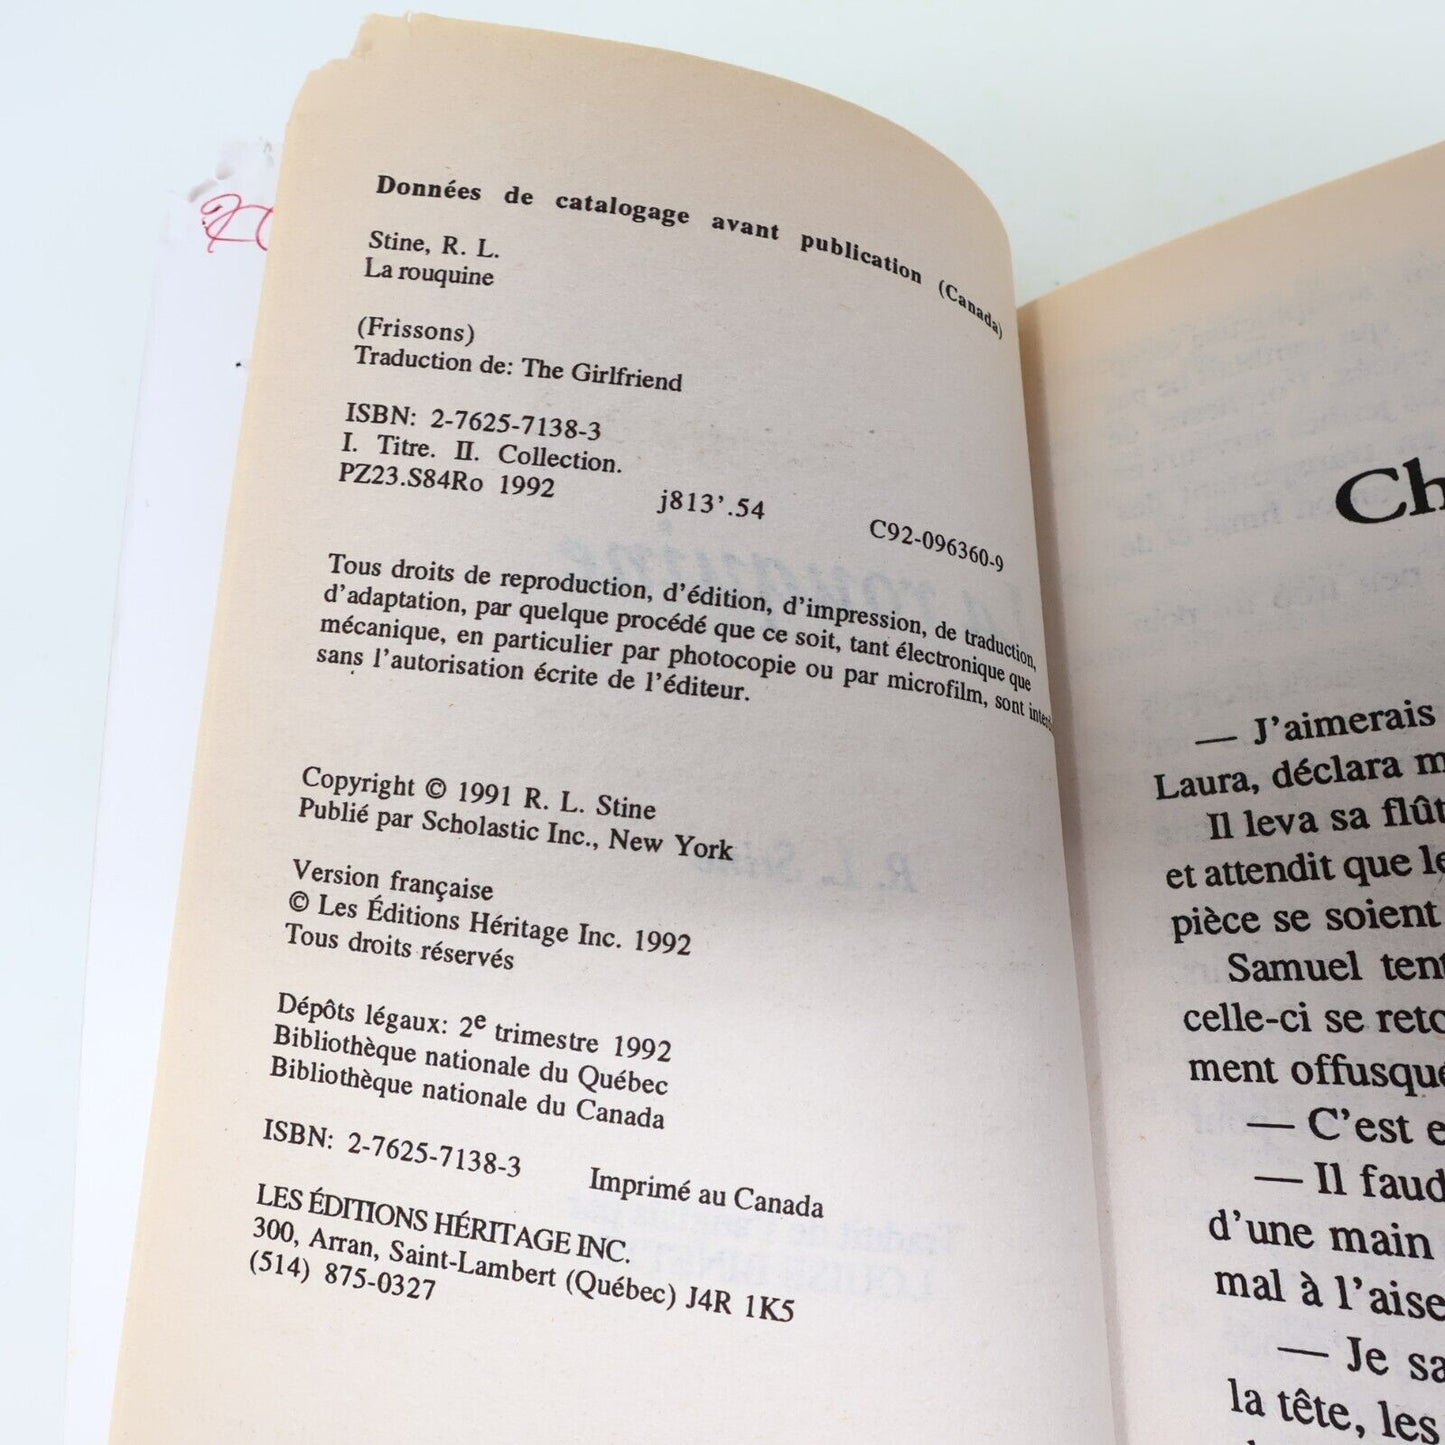 Données de catalogage avant publication (Canada)
Stine, R. L.
La rouquine
(Frissons)
Traduction de: The Girlfriend
ISBN: 2-7625-7138-3
I. Titre. II. Collection.
PZ23.S84Ro 1992 j813'.54 C92-096360-9
Tous droits de reproduction, d'édition, d'impression, de traduction,
d'adaptation, par quelque procédé que ce soit, tant électronique que
mécanique, en particulier par photocopie ou par microfilm, sont
sans l'autorisation écrite de l'éditeur.
Copyright © 1991 R. L. Stine
Publié par Scholastic Inc., New York
Version française
© Les Éditions Héritage Inc. 1992
Tous droits réservés
Dépôts légaux: 2e trimestre 1992
Bibliothèque nationale du Québec
Bibliothèque nationale du Canada
ISBN: 2-7625-7138-3 Imprimé au Canada
LES ÉDITIONS HÉRITAGE INC.
300, Arran, Saint-Lambert (Québec) J4R 1K5
(514) 875-0327
Ch
— J'aimerais
Laura, déclara m
Il leva sa flût
et attendit que le
pièce se soient
Samuel tent
celle-ci se reto
ment offusqué
— C'est e
— Il faud
d'une main
mal à l'aise
— Je sa
la tête, les